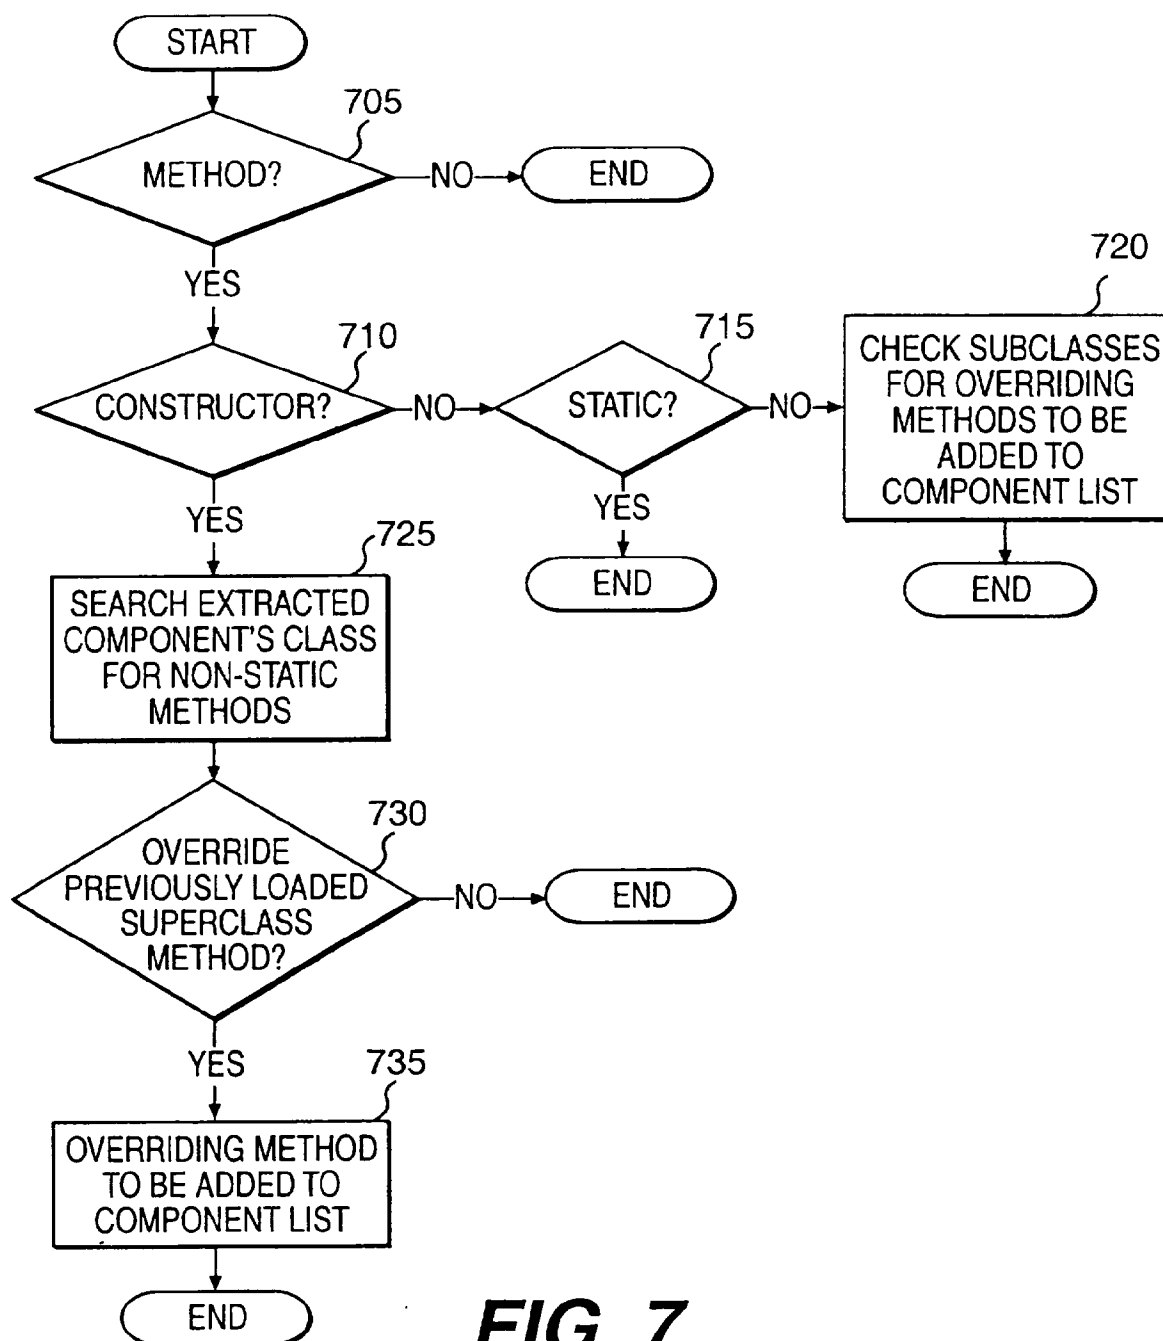 START
705
METHOD?
NO
END
YES
720
710
715
CONSTRUCTOR?
NO
STATIC?
NO
CHECK SUBCLASSES
FOR OVERRIDING
METHODS TO BE
ADDED TO
COMPONENT LIST
YES
YES
END
END
725
SEARCH EXTRACTED
COMPONENT'S CLASS
FOR NON-STATIC
METHODS
730
OVERRIDE
PREVIOUSLY LOADED
SUPERCLASS
METHOD?
NO
END
YES
735
OVERRIDING METHOD
TO BE ADDED TO
COMPONENT LIST
END
FIG. 7